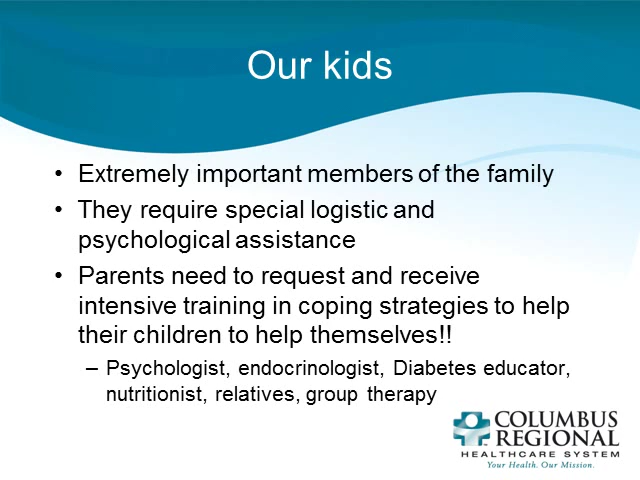 Our kids
• Extremely important members of the family
• They require special logistic and
psychological assistance
• Parents need to request and receive
intensive training in coping strategies to help
their children to help themselves!!
– Psychologist, endocrinologist, Diabetes educator,
nutritionist, relatives, group therapy
COLUMBUS
REGIONAL
HEALTHCARE SYSTEM
Your Health. Our Mission.